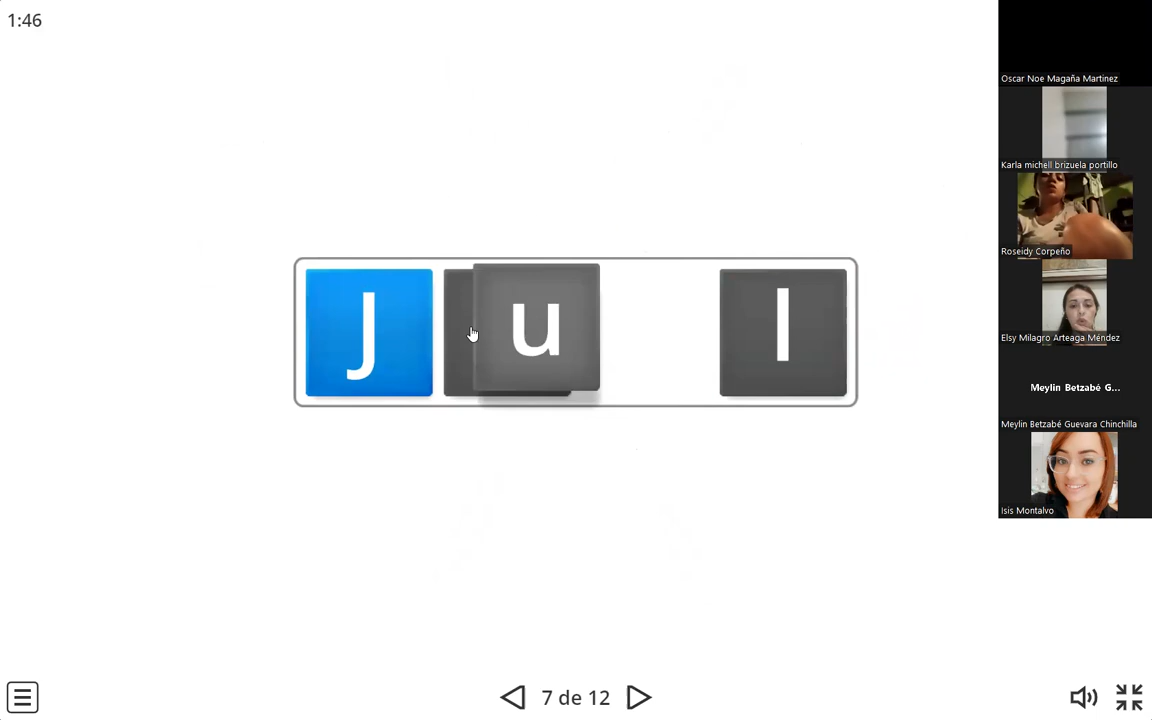 1:46
J u l
7 de 12
Oscar Noe Magaña Martinez
Karla michell brizuela portillo
Roseidy Corpeño
Elsy Milagro Arteaga Méndez
Meylin Betzabé G...
Meylin Betzabé Guevara Chinchilla
Isis Montalvo